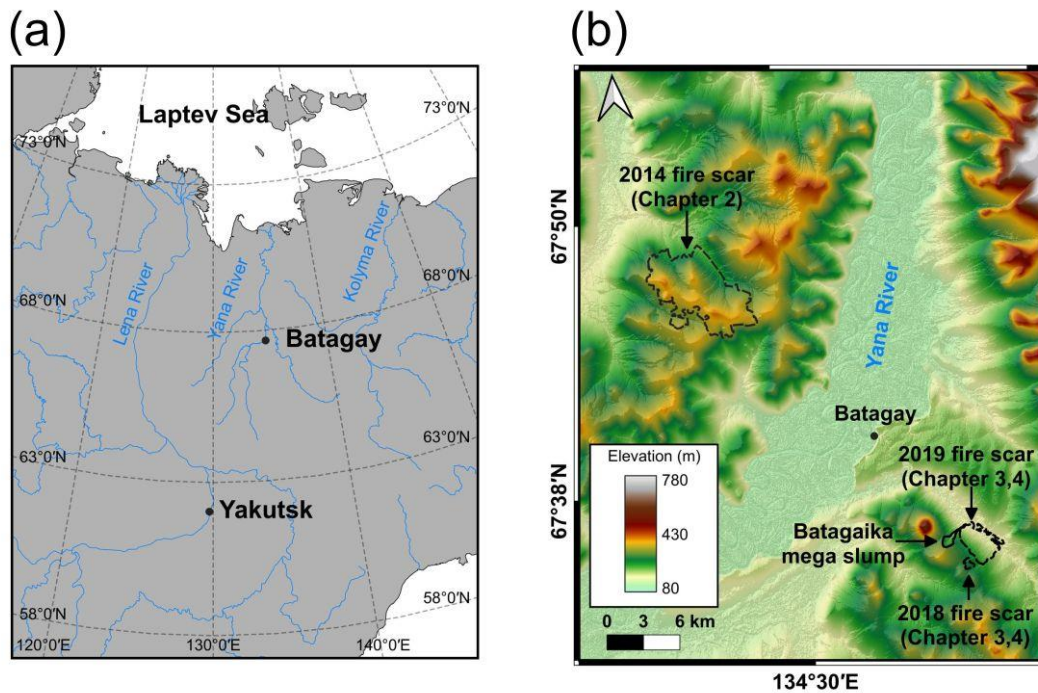 (a)
Laptev Sea
73°0'N
73°0'N
Lena River
Yana River
Kolyma River
68°0'N
68°0'N
Batagay
63°0'N
63°0'N
Yakutsk
58°0'N
58°0'N
120°0'E
130°0'E
140°0'E
(b)
2014 fire scar
(Chapter 2)
67°50'N
Yana River
Batagay
2019 fire scar
(Chapter 3,4)
67°38'N
Elevation (m)
780
430
80
Batagaika
mega slump
2018 fire scar
(Chapter 3,4)
0 3 6 km
134°30'E